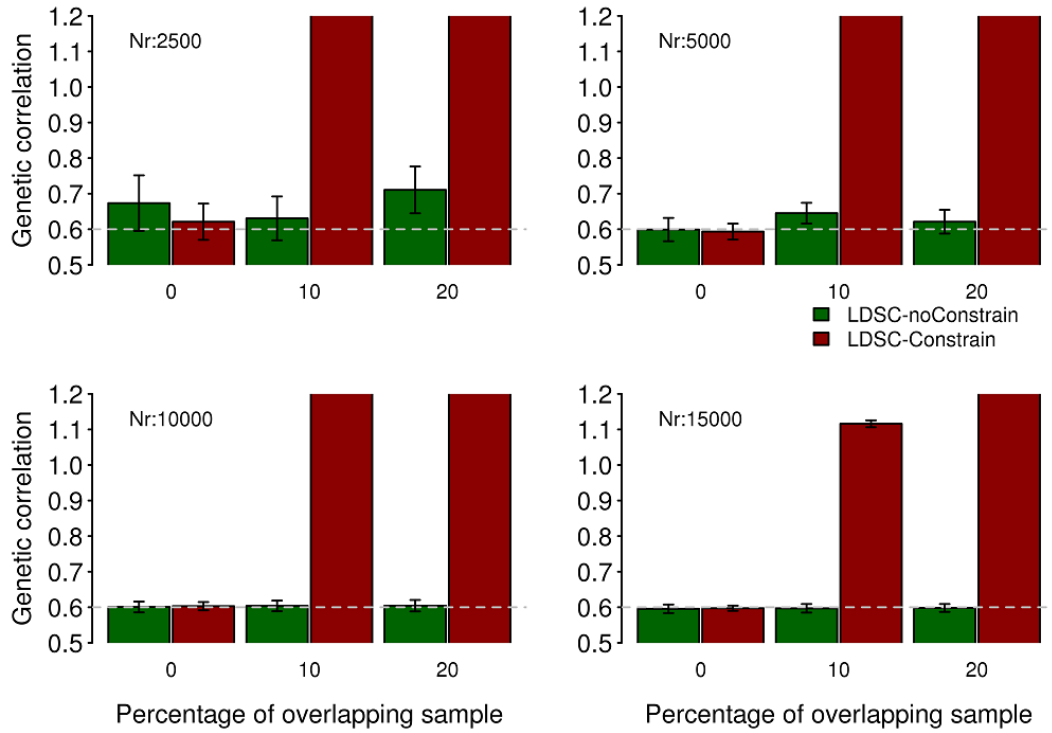 Nr:2500
Genetic correlation
1.2
1.1
1.0
0.9
0.8
0.7
0.6
0.5
0 10 20
Nr:5000
Genetic correlation
1.2
1.1
1.0
0.9
0.8
0.7
0.6
0.5
0 10 20
LDSC-noConstrain
LDSC-Constrain
Nr:10000
Genetic correlation
1.2
1.1
1.0
0.9
0.8
0.7
0.6
0.5
0 10 20
Percentage of overlapping sample
Nr:15000
Genetic correlation
1.2
1.1
1.0
0.9
0.8
0.7
0.6
0.5
0 10 20
Percentage of overlapping sample